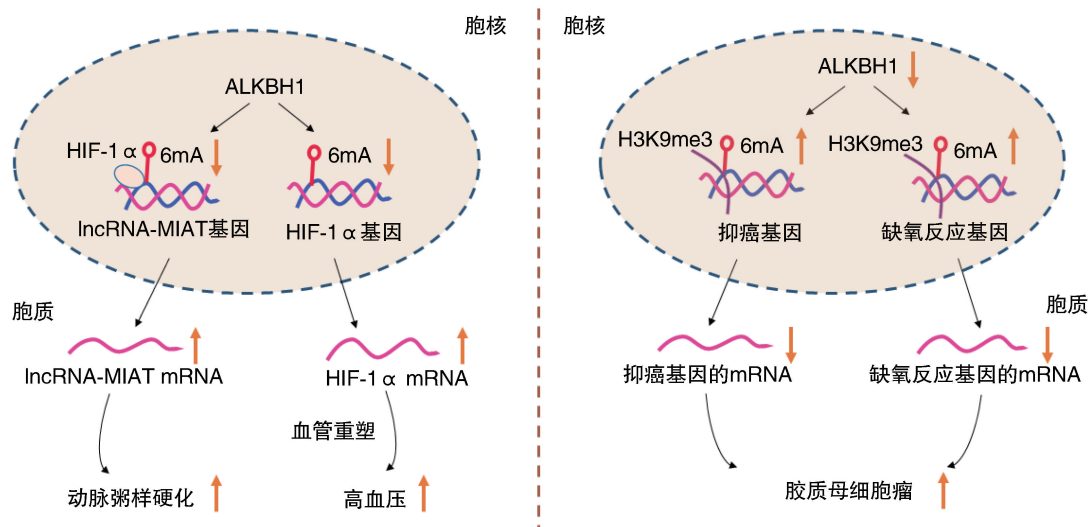 胞核
ALKBH1
HIF-1α
6mA
6mA
lncRNA-MIAT基因
HIF-1α基因
胞质
lncRNA-MIAT mRNA
HIF-1α mRNA
血管重塑
动脉粥样硬化
高血压
胞核
ALKBH1
H3K9me3
6mA
H3K9me3
6mA
抑癌基因
缺氧反应基因
胞质
抑癌基因的mRNA
缺氧反应基因的mRNA
胶质母细胞瘤